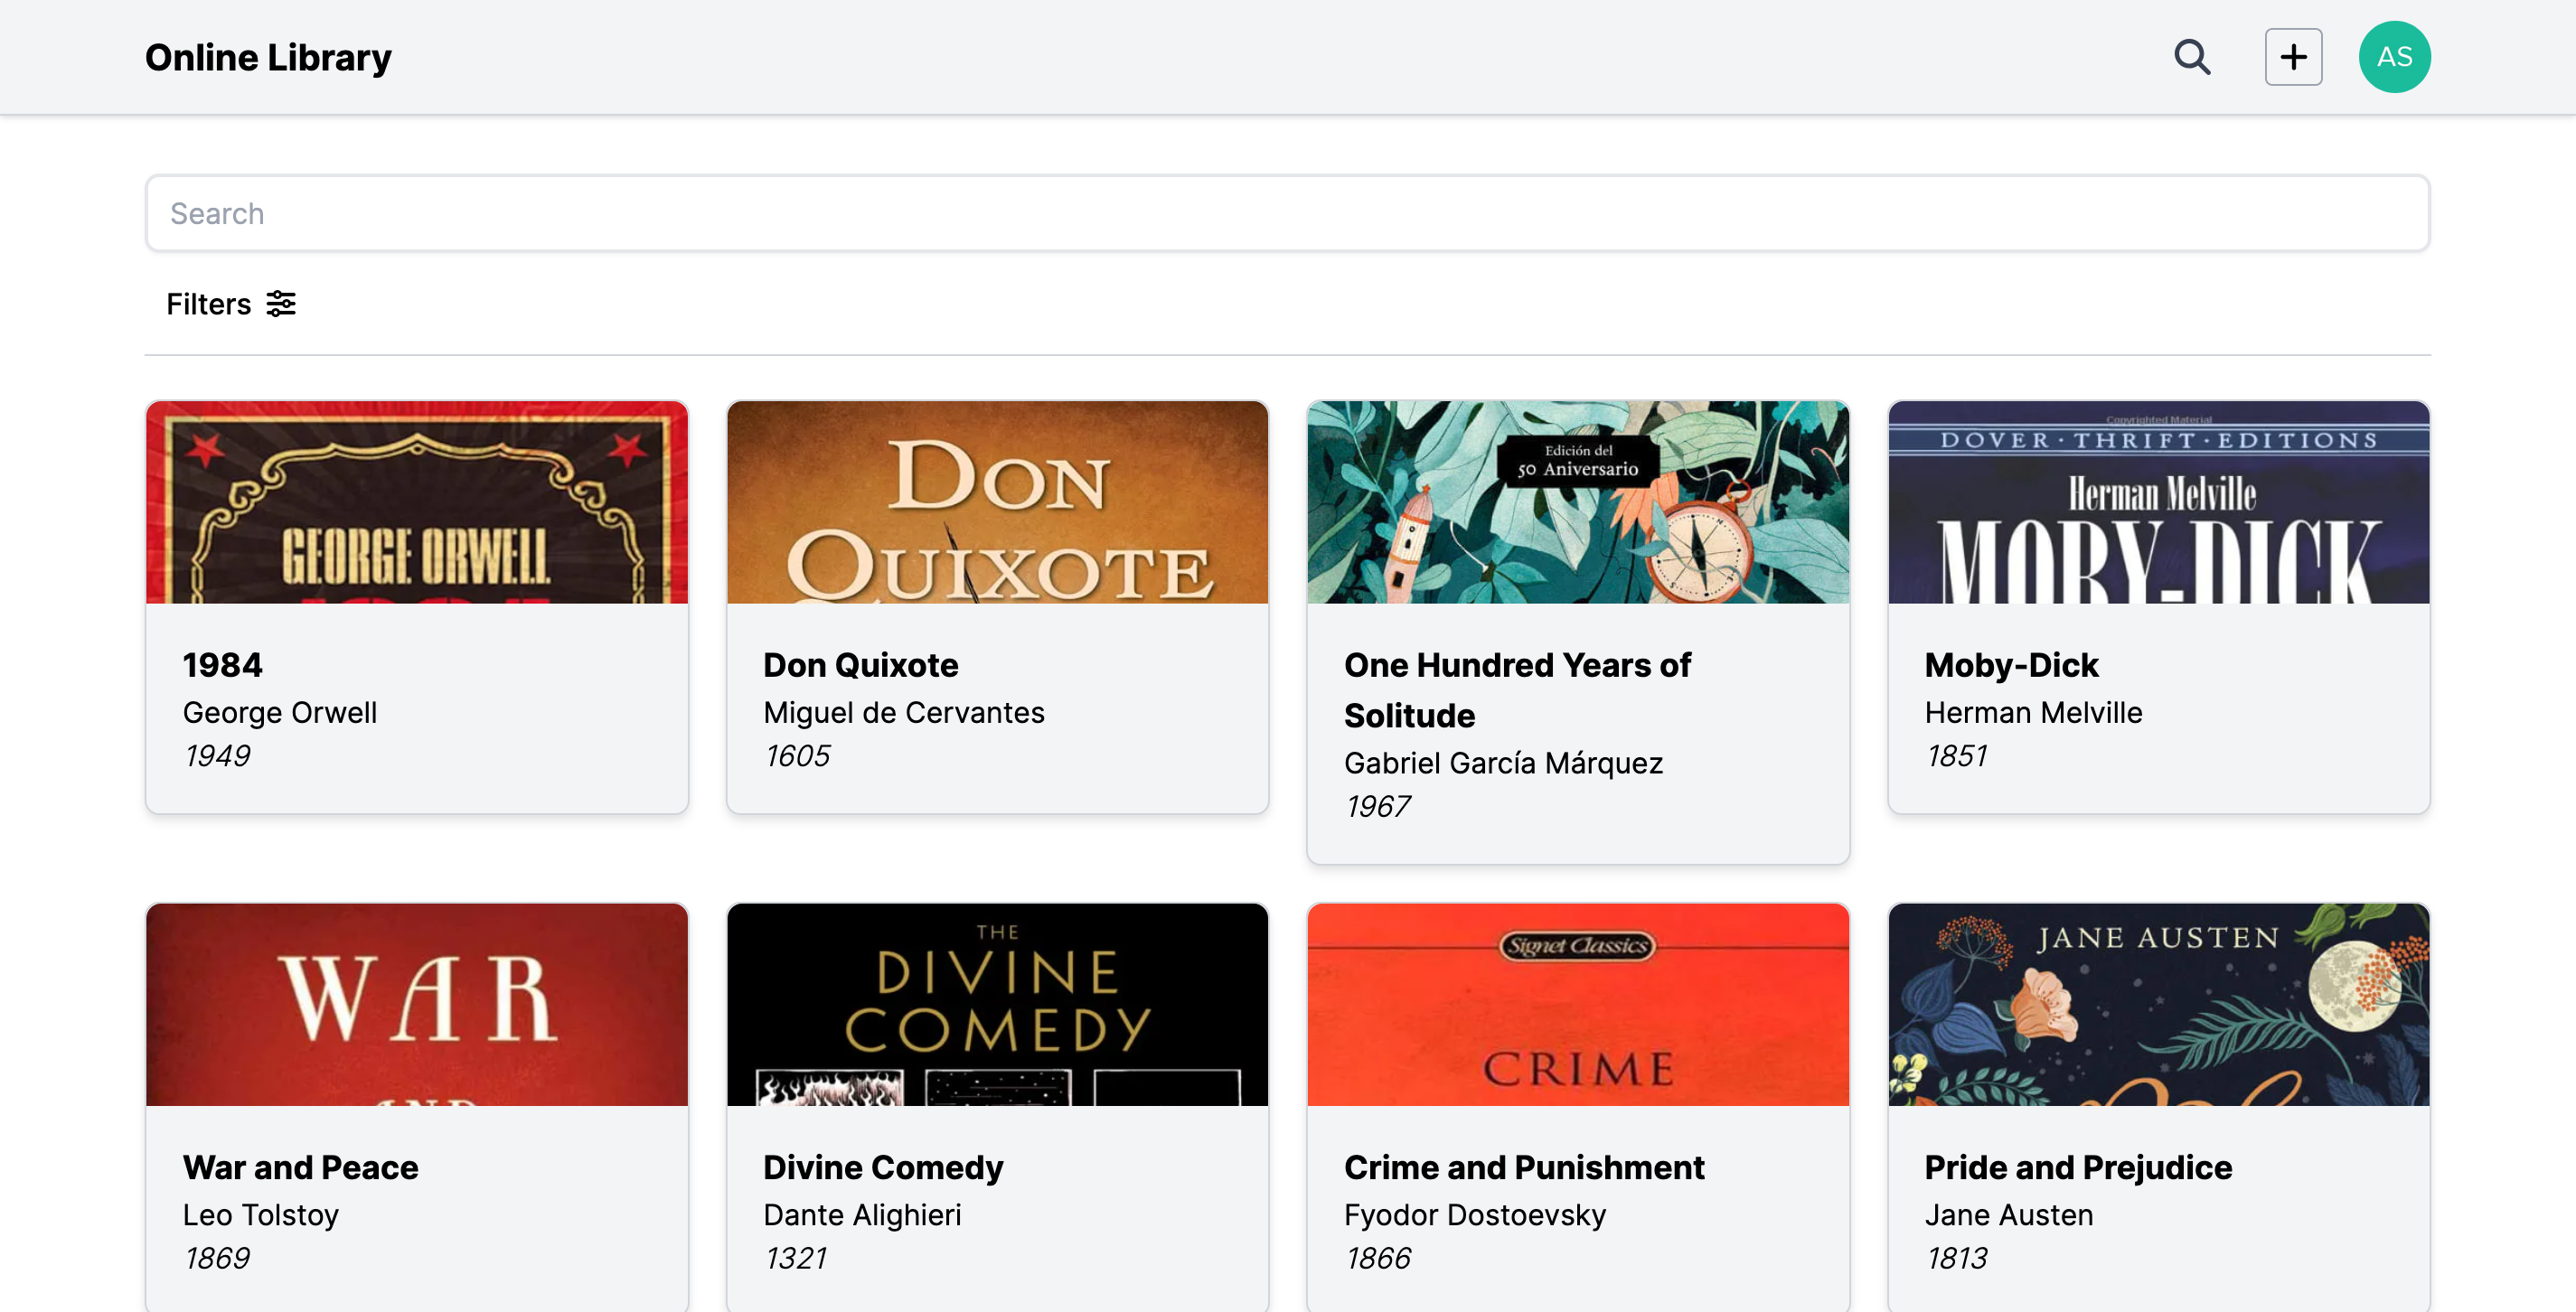 Online Library
AS
Search
Filters
GEORGE ORWELL
1984
George Orwell
1949
DON
QUIXOTE
Don Quixote
Miguel de Cervantes
1605
Edición del
50 Aniversario
One Hundred Years of
Solitude
Gabriel García Márquez
1967
Copyrighted Material
DOVER · THRIFT · EDITIONS
Herman Melville
MOBY-DICK
Moby-Dick
Herman Melville
1851
WAR
AND
War and Peace
Leo Tolstoy
1869
THE
DIVINE
COMEDY
Divine Comedy
Dante Alighieri
1321
Signet Classics
CRIME
Crime and Punishment
Fyodor Dostoevsky
1866
JANE AUSTEN
Pride and Prejudice
Jane Austen
1813